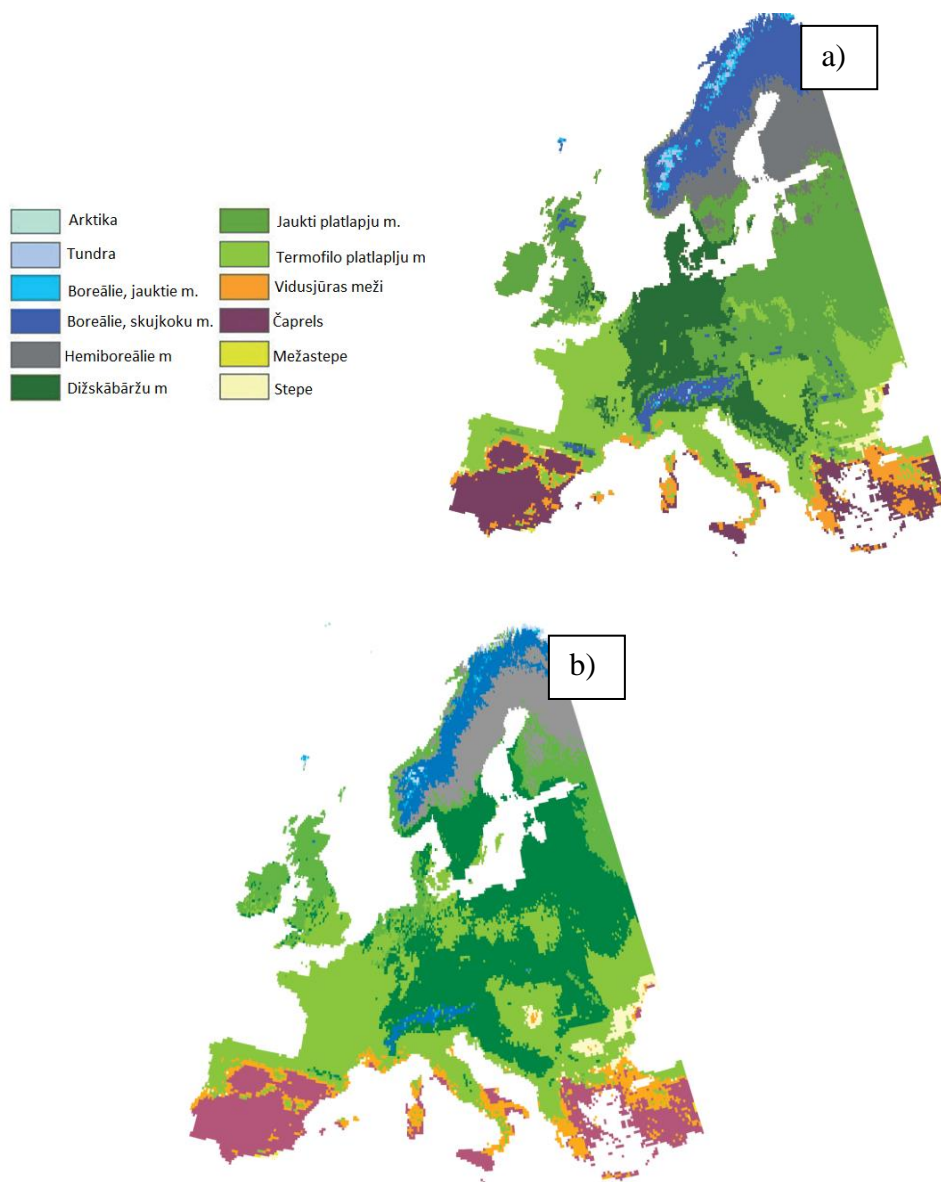 a)
Arktika
Tundra
Boreālie, jauktie m.
Boreālie, skujkoku m.
Hemiboreālie m
Dižskābāržu m
Jaukti platlapju m.
Termofilo platlaplju m
Vidusjūras meži
Čaprels
Mežastepe
Stepe
b)